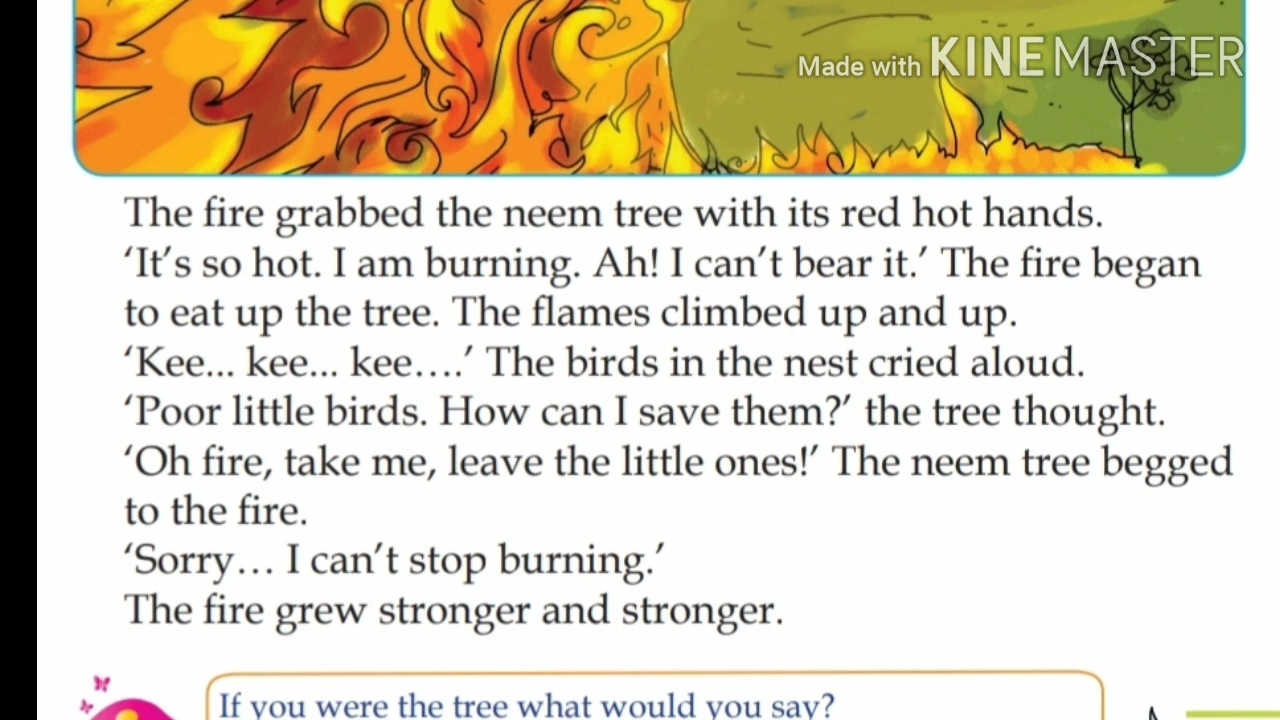 Made with KINEMASTER
The fire grabbed the neem tree with its red hot hands.
‘It’s so hot. I am burning. Ah! I can’t bear it.’ The fire began
to eat up the tree. The flames climbed up and up.
‘Kee... kee... kee….’ The birds in the nest cried aloud.
‘Poor little birds. How can I save them?’ the tree thought.
‘Oh fire, take me, leave the little ones!’ The neem tree begged
to the fire.
‘Sorry… I can’t stop burning.’
The fire grew stronger and stronger.
If you were the tree what would you say?